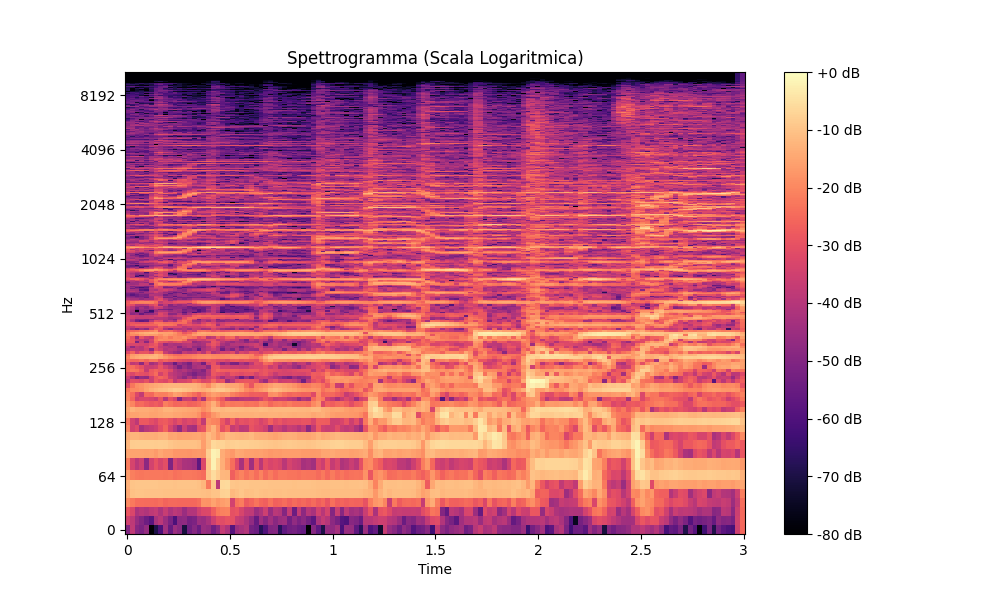 Spettrogramma (Scala Logaritmica)
Hz
8192
4096
2048
1024
512
256
128
64
0
0
0.5
1
1.5
2
2.5
3
Time
+0 dB
-10 dB
-20 dB
-30 dB
-40 dB
-50 dB
-60 dB
-70 dB
-80 dB